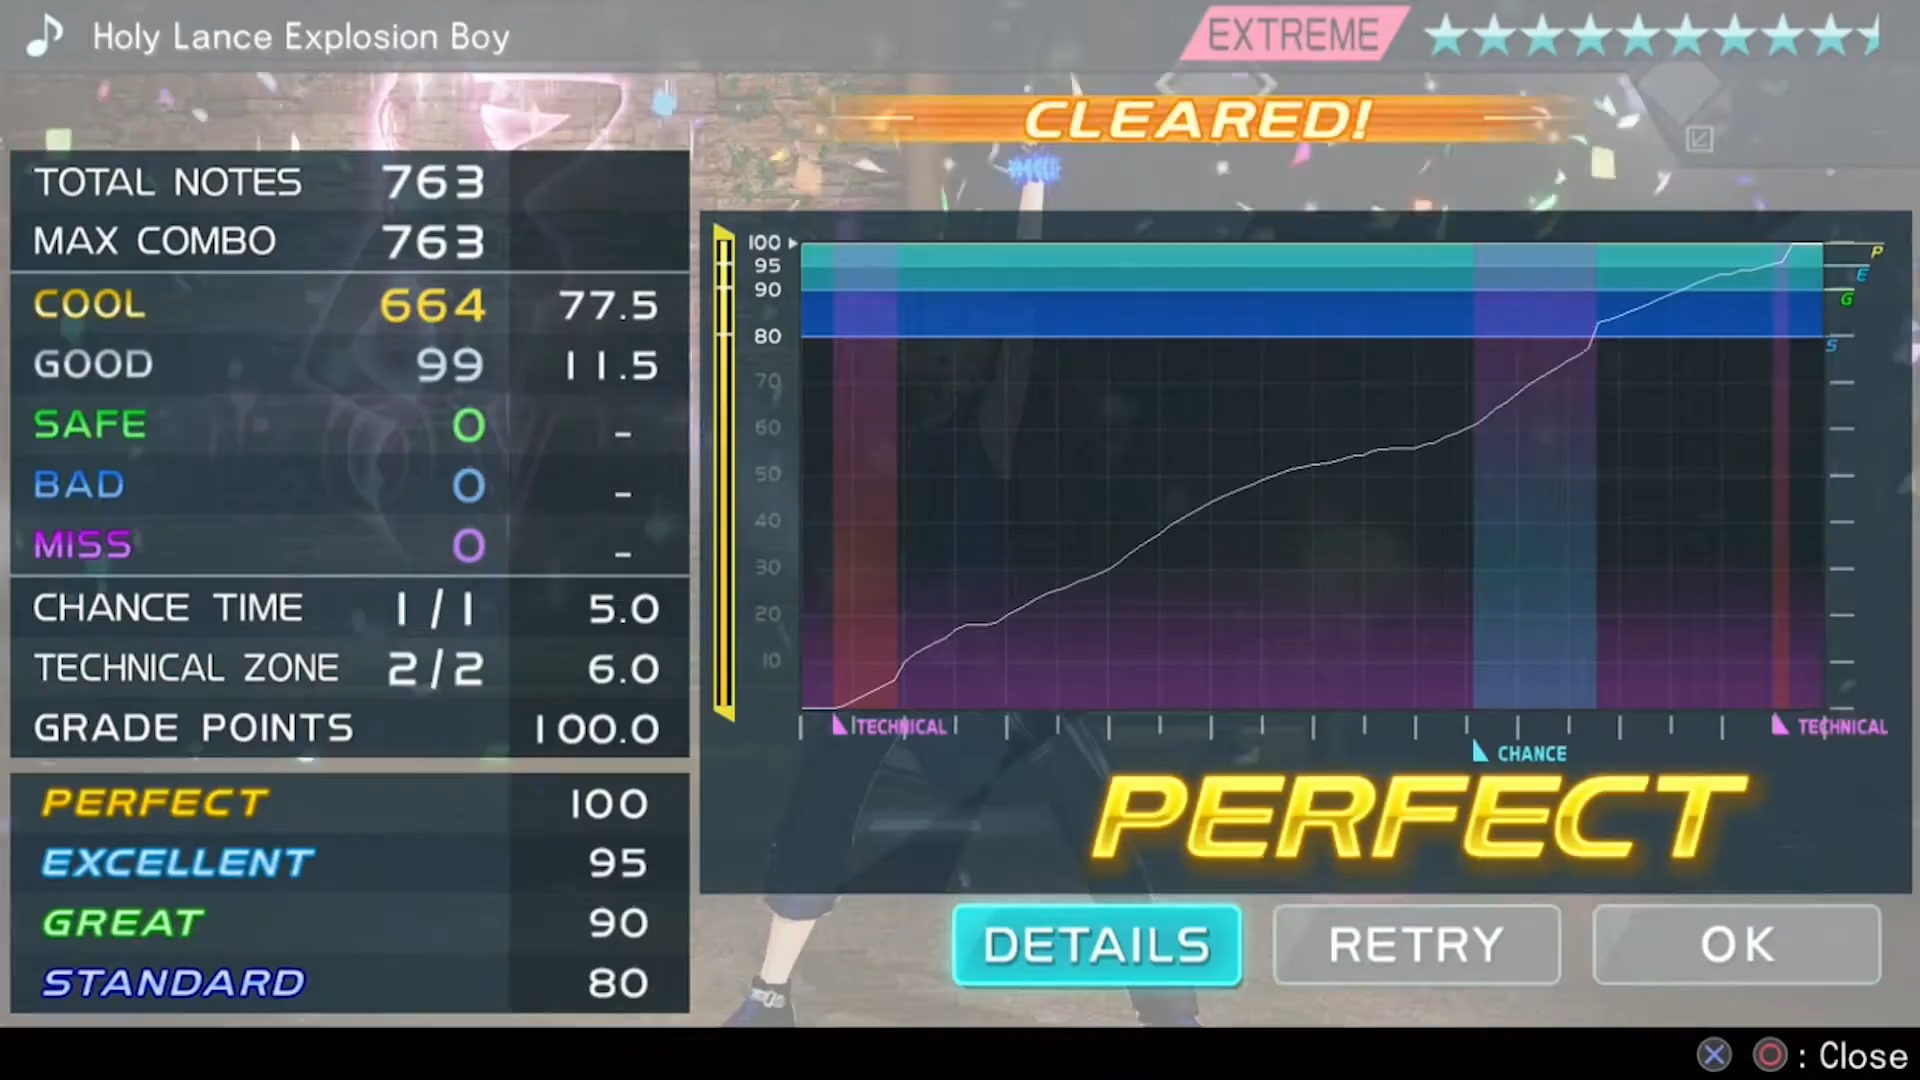 Holy Lance Explosion Boy
EXTREME
CLEARED!
TOTAL NOTES 763
MAX COMBO 763
COOL 664 77.5
GOOD 99 11.5
SAFE 0 -
BAD 0 -
MISS 0 -
CHANCE TIME 1/1 5.0
TECHNICAL ZONE 2/2 6.0
GRADE POINTS 100.0
PERFECT 100
EXCELLENT 95
GREAT 90
STANDARD 80
100
95
90
80
70
60
50
40
30
20
10
P
E
G
S
TECHNICAL
TECHNICAL
CHANCE
PERFECT
DETAILS
RETRY
OK
: Close